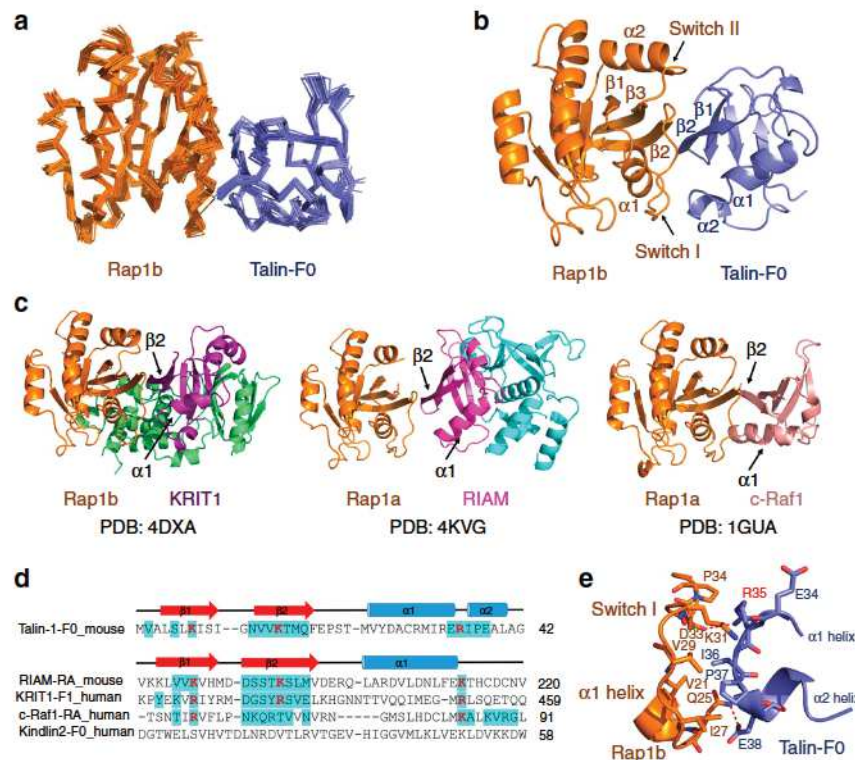 a
b
α2
Switch II
β1
β3
β1
β2
β2
α1
α1
α2
Rap1b
Talin-F0
Rap1b
Switch I
Talin-F0
c
β2
β2
β2
α1
α1
α1
Rap1b KRIT1
Rap1a RIAM
Rap1a c-Raf1
PDB: 4DXA
PDB: 4KVG
PDB: 1GUA
d
β1 β2 α1 α2
Talin-1-F0_mouse MVALSLKISI--GNVVKTMQFEPST-MVYDACRMIRERIPEALAG 42
β1 β2 α1
RIAM-RA_mouse VKKLVVKVHMD-DSSTKSLMVDERQ-LARDVLDNLFEKTHCDCNV 220
KRIT1-F1_human KPYEKVRIYRMDGSYRSVELKHGNNTTVQQIMEG-MRLSQETQQ 459
c-Raf1-RA_human -TSNTIRVFLP-NKQRTVVNVRN----GMSLHDCLMKALKVRGL 91
Kindlin2-F0_human DGTWELSVHVTDLNRDVTLRVTGEVHIGGVMLKLVEKLDVKKDW 58
e
P34
Switch I
R35
E34
D33
K31
V29
α1 helix
I36
P37
α1 helix
V21
Q25
α2 helix
I27
E38
Rap1b
Talin-F0